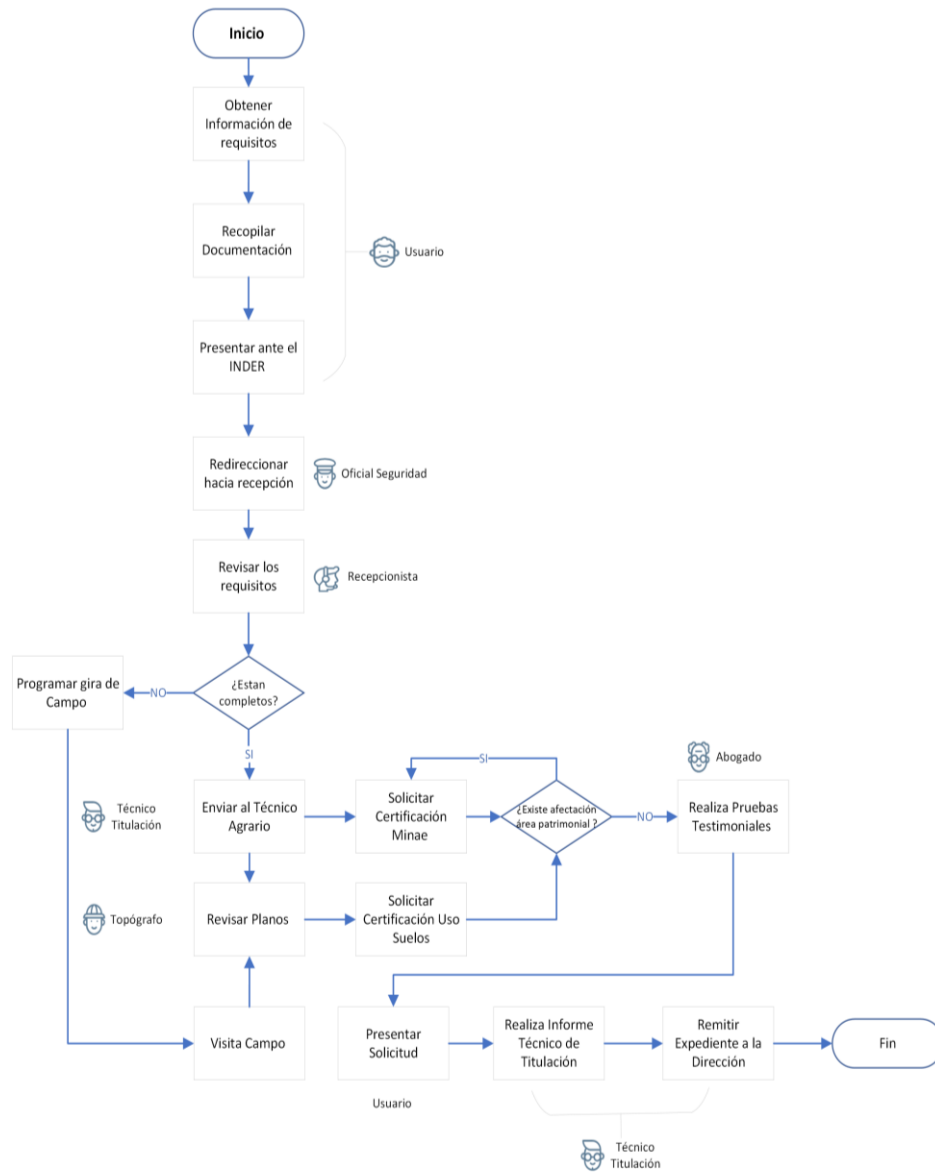 Inicio
Obtener
Información de
requisitos
Recopilar
Documentación
Usuario
Presentar ante el
INDER
Redireccionar
hacia recepción
Oficial Seguridad
Revisar los
requisitos
Recepcionista
Programar gira de
Campo
NO
¿Estan
completos?
SI
SI
Abogado
Técnico
Titulación
Enviar al Técnico
Agrario
Solicitar
Certificación
Minae
¿Existe afectación
área patrimonial ?
NO
Realiza Pruebas
Testimoniales
Topógrafo
Revisar Planos
Solicitar
Certificación Uso
Suelos
Visita Campo
Presentar
Solicitud
Realiza Informe
Técnico de
Titulación
Remitir
Expediente a la
Dirección
Fin
Usuario
Técnico
Titulación